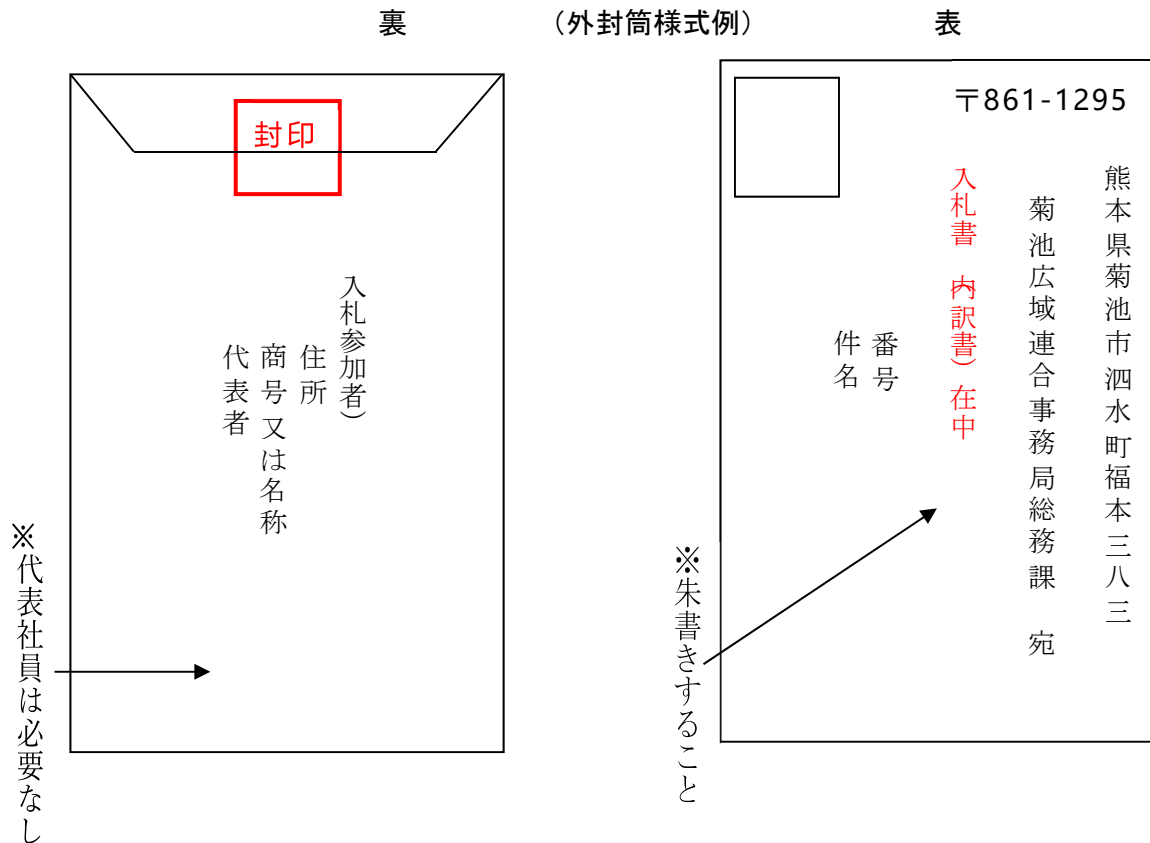 裏 （外封筒様式例） 表
封印
入札参加者）
住所
商号又は名称
代表者
※代表社員は必要なし
〒861-1295
熊本県菊池市泗水町福本三八三
菊池広域連合事務局総務課 宛
入札書 内訳書）在中
番号
件名
※朱書きすること